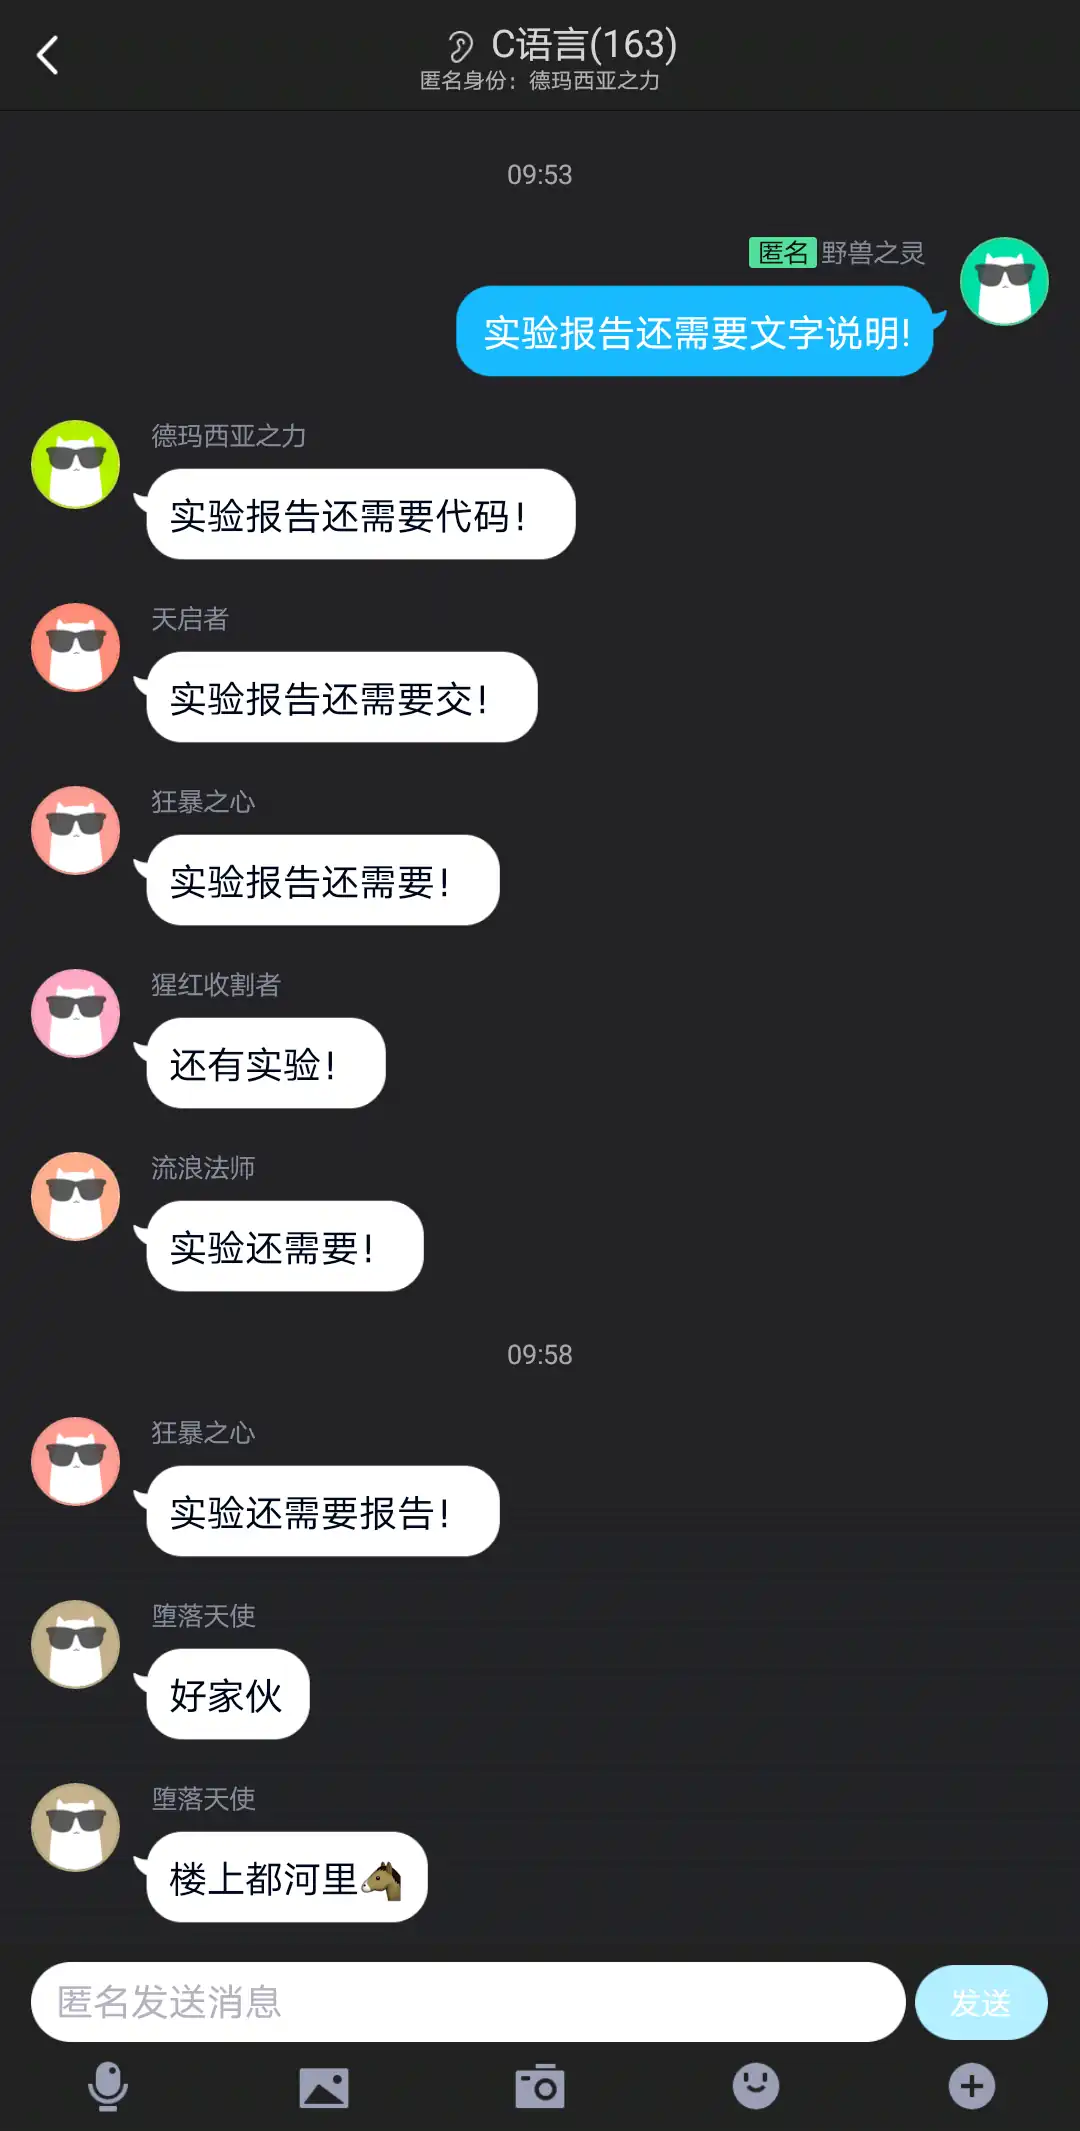 C语言(163)
匿名身份：德玛西亚之力
09:53
匿名 野兽之灵
实验报告还需要文字说明!
德玛西亚之力
实验报告还需要代码！
天启者
实验报告还需要交！
狂暴之心
实验报告还需要！
猩红收割者
还有实验！
流浪法师
实验还需要！
09:58
狂暴之心
实验还需要报告！
堕落天使
好家伙
堕落天使
楼上都河里🐴
匿名发送消息
发送